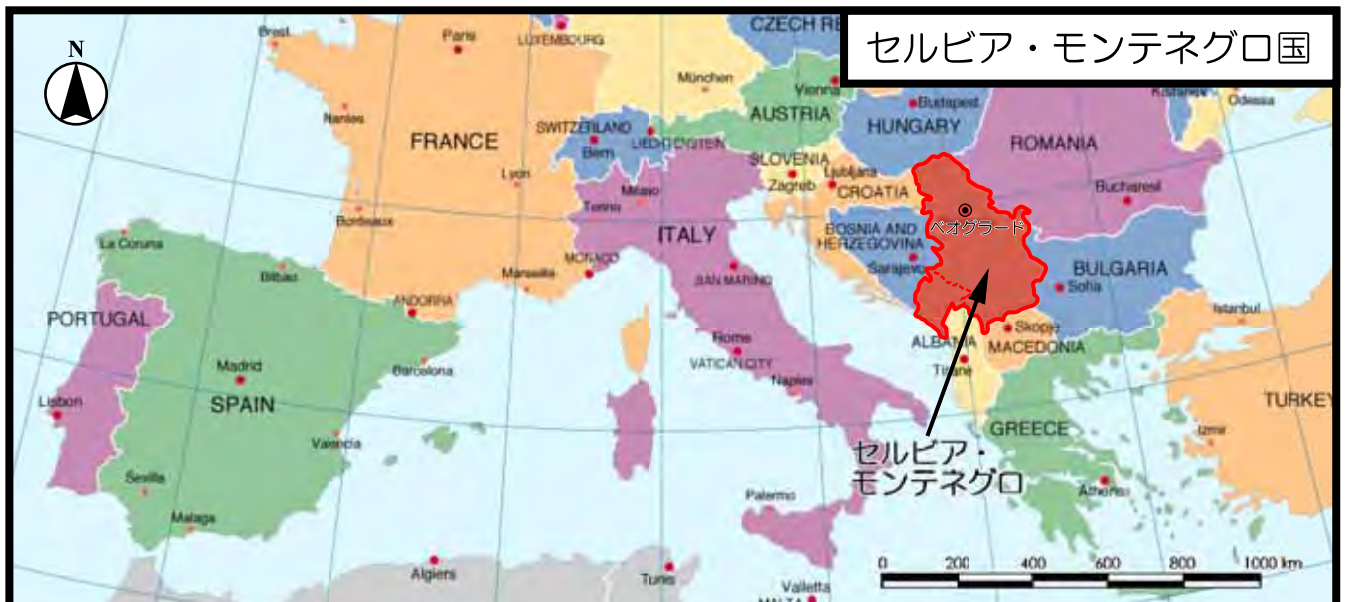 セルビア・モンテネグロ国
N
Brest
Paris
LUXEMBOURG
CZECH RE
München
Vienna
Budapest
Odessa
Nantes
FRANCE
SWITZERLAND
Bern
LIECHTENSTEIN
AUSTRIA
HUNGARY
ROMANIA
Lyon
SLOVENIA
Ljubljana
Zagreb
CROATIA
Bucharest
Milano
Torino
Bordeaux
ITALY
BOSNIA AND
HERZEGOVINA
ベオグラード
La Coruna
Bilbao
Marseille
MONACO
SAN MARINO
Sarajevo
BULGARIA
Sofia
ANDORRA
PORTUGAL
Istanbul
Skopje
ALBANIA
MACEDONIA
Rome
VATICAN CITY
Madrid
Barcelona
Naples
Tirane
Lisbon
SPAIN
TURKEY
Valencia
GREECE
Izmir
セルビア・
モンテネグロ
Sevilla
Palermo
Athens
Malaga
0 200 400 600 800 1000 km
Algiers
Tunis
Valletta